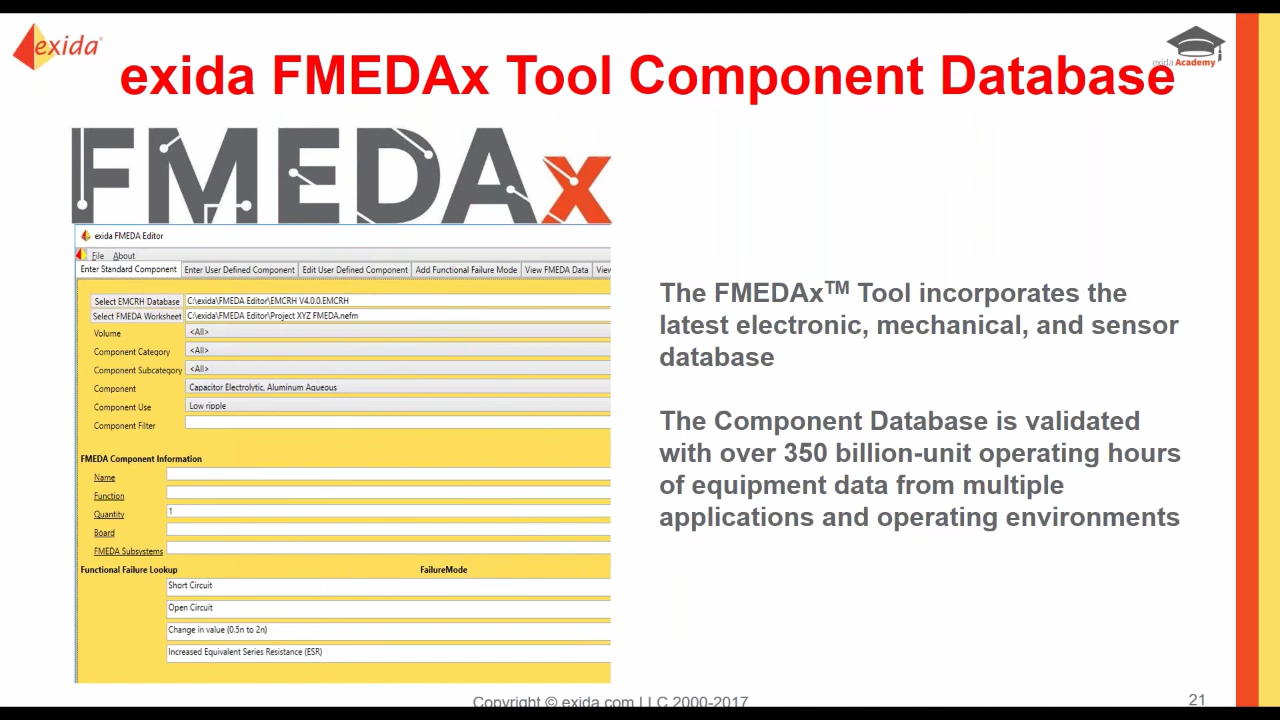 exida
exida Academy
exida FMEDAx Tool Component Database
FMEDAx
exida FMEDA Editor
File About
Enter Standard Component Enter User Defined Component Edit User Defined Component Add Functional Failure Mode View FMEDA Data View
Select EMCRH Database C:\exida\FMEDA Editor\EMCRH V4.0.0.EMCRH
Select FMEDA Worksheet C:\exida\FMEDA Editor\Project XYZ FMEDA.nefm
Volume <All>
Component Category <All>
Component Subcategory <All>
Component Capacitor Electrolytic, Aluminum Aqueous
Component Use Low ripple
Component Filter
FMEDA Component Information
Name
Function
Quantity 1
Board
FMEDA Subsystems
Functional Failure Lookup FailureMode
Short Circuit
Open Circuit
Change in value (0.5n to 2n)
Increased Equivalent Series Resistance (ESR)
The FMEDAx™ Tool incorporates the
latest electronic, mechanical, and sensor
database
The Component Database is validated
with over 350 billion-unit operating hours
of equipment data from multiple
applications and operating environments
Copyright © exida.com LLC 2000-2017
21